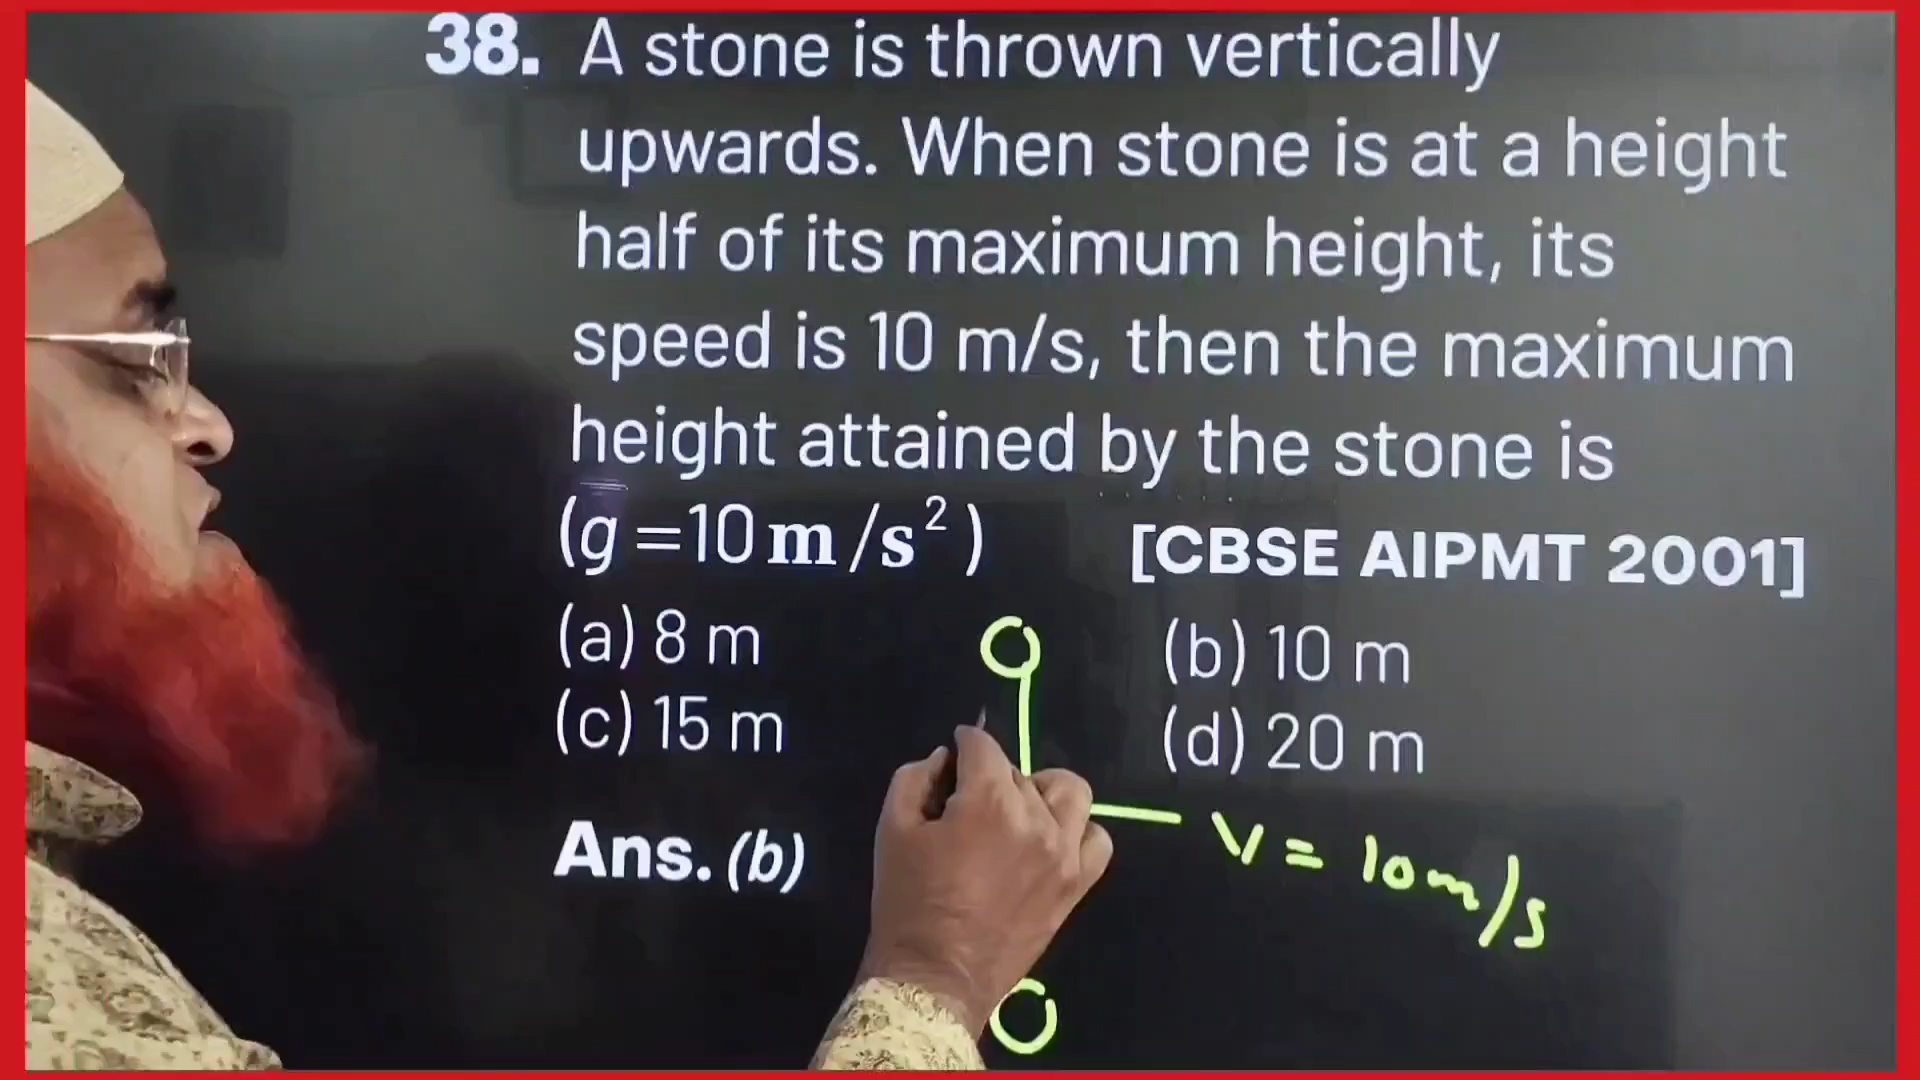 38. A stone is thrown vertically
upwards. When stone is at a height
half of its maximum height, its
speed is 10 m/s, then the maximum
height attained by the stone is
(g =10 m/s²) [CBSE AIPMT 2001]
(a) 8 m (b) 10 m
(c) 15 m (d) 20 m
v = 10 m/s
Ans. (b)